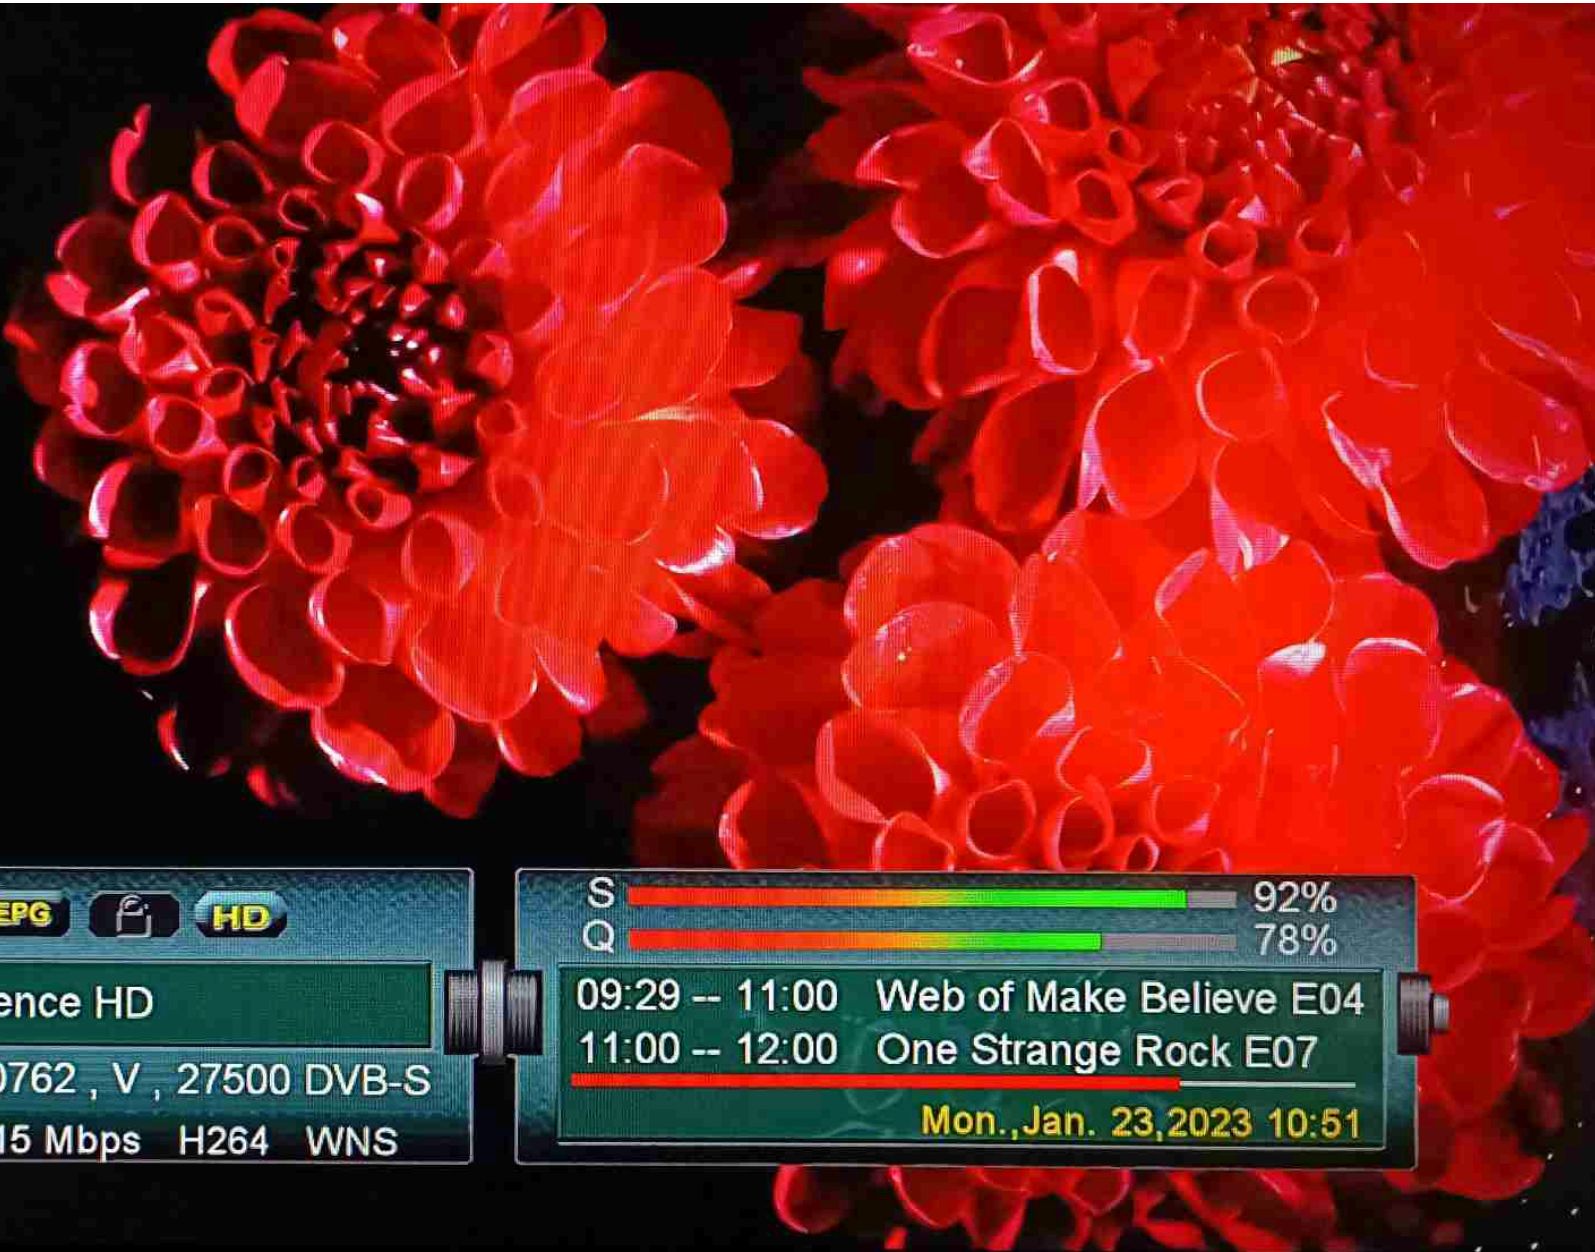 EPG HD
ence HD
0762 , V , 27500 DVB-S
15 Mbps H264 WNS
S 92%
Q 78%
09:29 -- 11:00 Web of Make Believe E04
11:00 -- 12:00 One Strange Rock E07
Mon.,Jan. 23,2023 10:51